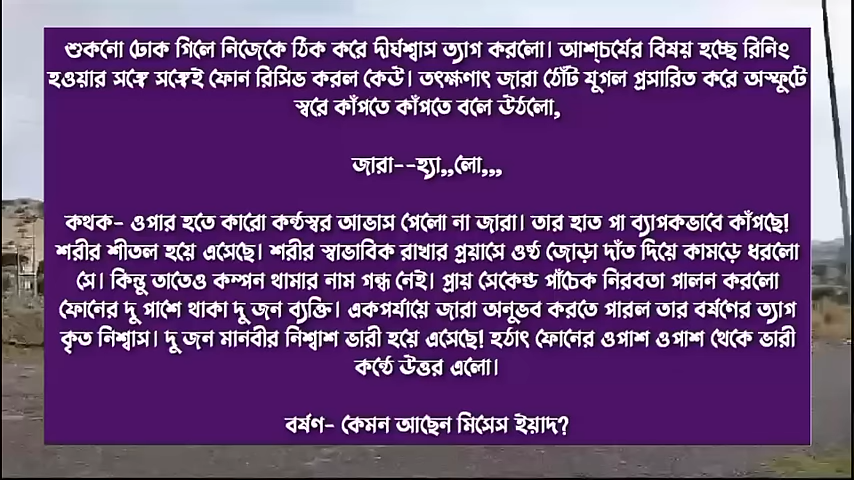 শুকনো ঢোক গিলে নিজেকে ঠিক করে দীর্ঘশ্বাস ত্যাগ করলো। আশ্চর্যের বিষয় হচ্ছে রিনিং
হওয়ার সঙ্গে সঙ্গেই ফোন রিসিভ করল কেউ। তৎক্ষণাৎ জারা ঠোঁট যুগল প্রসারিত করে অস্ফুটে
স্বরে কাঁপতে কাঁপতে বলে উঠলো,
জারা--হ্যা,,লো,,,
কথক- ওপার হতে কারো কন্ঠস্বর আভাস পেলো না জারা। তার হাত পা ব্যাপকভাবে কাঁপছে!
শরীর শীতল হয়ে এসেছে। শরীর স্বাভাবিক রাখার প্রয়াসে ওষ্ঠ জোড়া দাঁত দিয়ে কামড়ে ধরলো
সে। কিন্তু তাতেও কম্পন থামার নাম গন্ধ নেই। প্রায় সেকেন্ড পাঁচেক নিরবতা পালন করলো
ফোনের দু পাশে থাকা দু জন ব্যক্তি। একপর্যায়ে জারা অনুভব করতে পারল তার বর্ষণের ত্যাগ
কৃত নিশ্বাস। দু জন মানবীর নিশ্বাশ ভারী হয়ে এসেছে! হঠাৎ ফোনের ওপাশ ওপাশ থেকে ভারী
কন্ঠে উত্তর এলো।
বর্ষণ- কেমন আছেন মিসেস ইয়াদ?